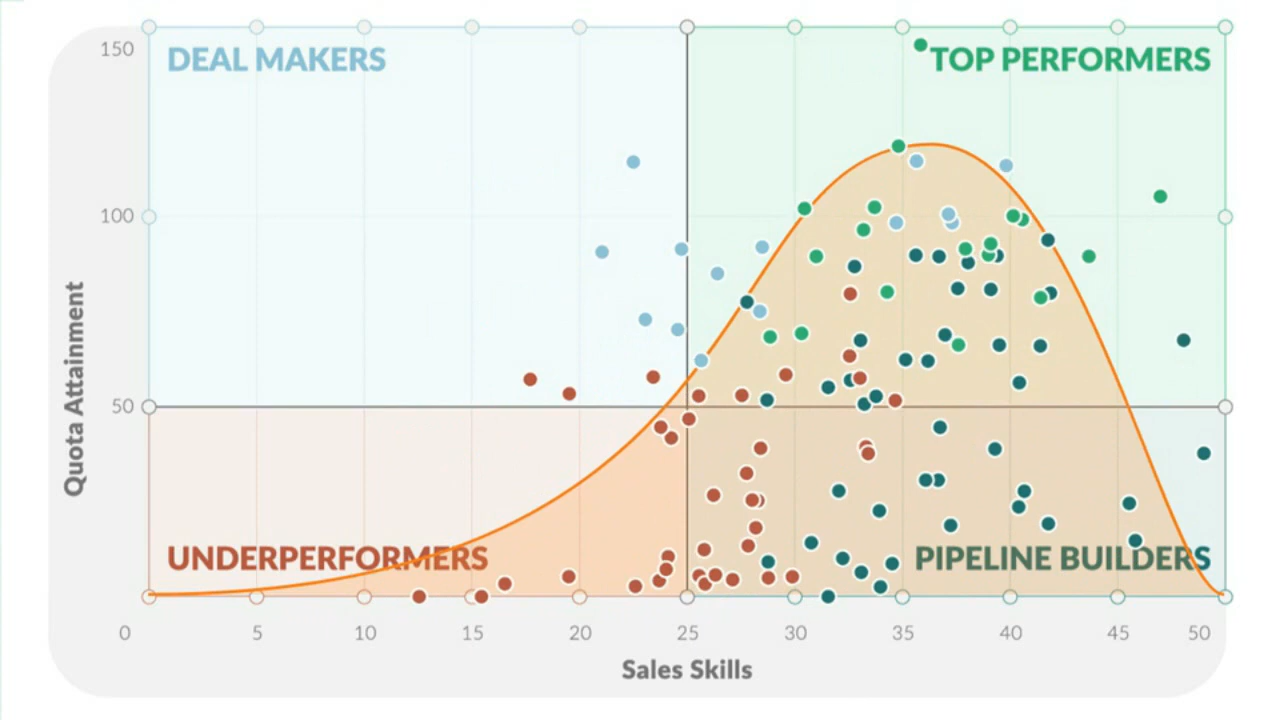 150
DEAL MAKERS
TOP PERFORMERS
100
Quota Attainment
50
UNDERPERFORMERS
PIPELINE BUILDERS
0 5 10 15 20 25 30 35 40 45 50
Sales Skills